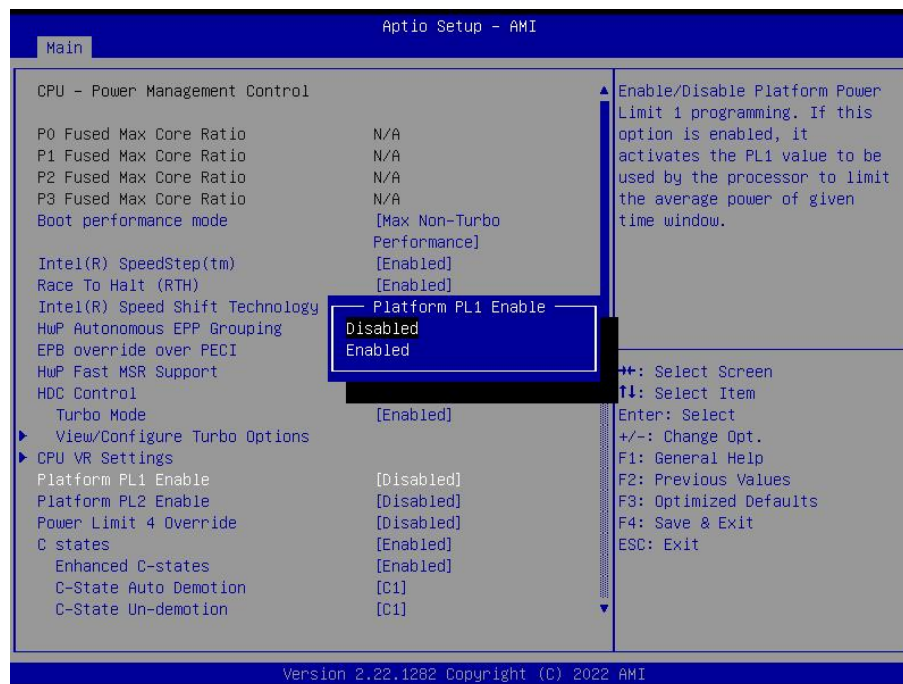 Aptio Setup – AMI
Main
CPU – Power Management Control
P0 Fused Max Core Ratio N/A
P1 Fused Max Core Ratio N/A
P2 Fused Max Core Ratio N/A
P3 Fused Max Core Ratio N/A
Boot performance mode [Max Non-Turbo
Performance]
Intel(R) SpeedStep(tm) [Enabled]
Race To Halt (RTH) [Enabled]
Intel(R) Speed Shift Technology
HwP Autonomous EPP Grouping
EPB override over PECI
HwP Fast MSR Support
HDC Control
Turbo Mode [Enabled]
View/Configure Turbo Options
CPU VR Settings
Platform PL1 Enable [Disabled]
Platform PL2 Enable [Disabled]
Power Limit 4 Override [Disabled]
C states [Enabled]
Enhanced C-states [Enabled]
C-State Auto Demotion [C1]
C-State Un-demotion [C1]
Platform PL1 Enable
Disabled
Enabled
Enable/Disable Platform Power
Limit 1 programming. If this
option is enabled, it
activates the PL1 value to be
used by the processor to limit
the average power of given
time window.
→←: Select Screen
↑↓: Select Item
Enter: Select
+/-: Change Opt.
F1: General Help
F2: Previous Values
F3: Optimized Defaults
F4: Save & Exit
ESC: Exit
Version 2.22.1282 Copyright (C) 2022 AMI